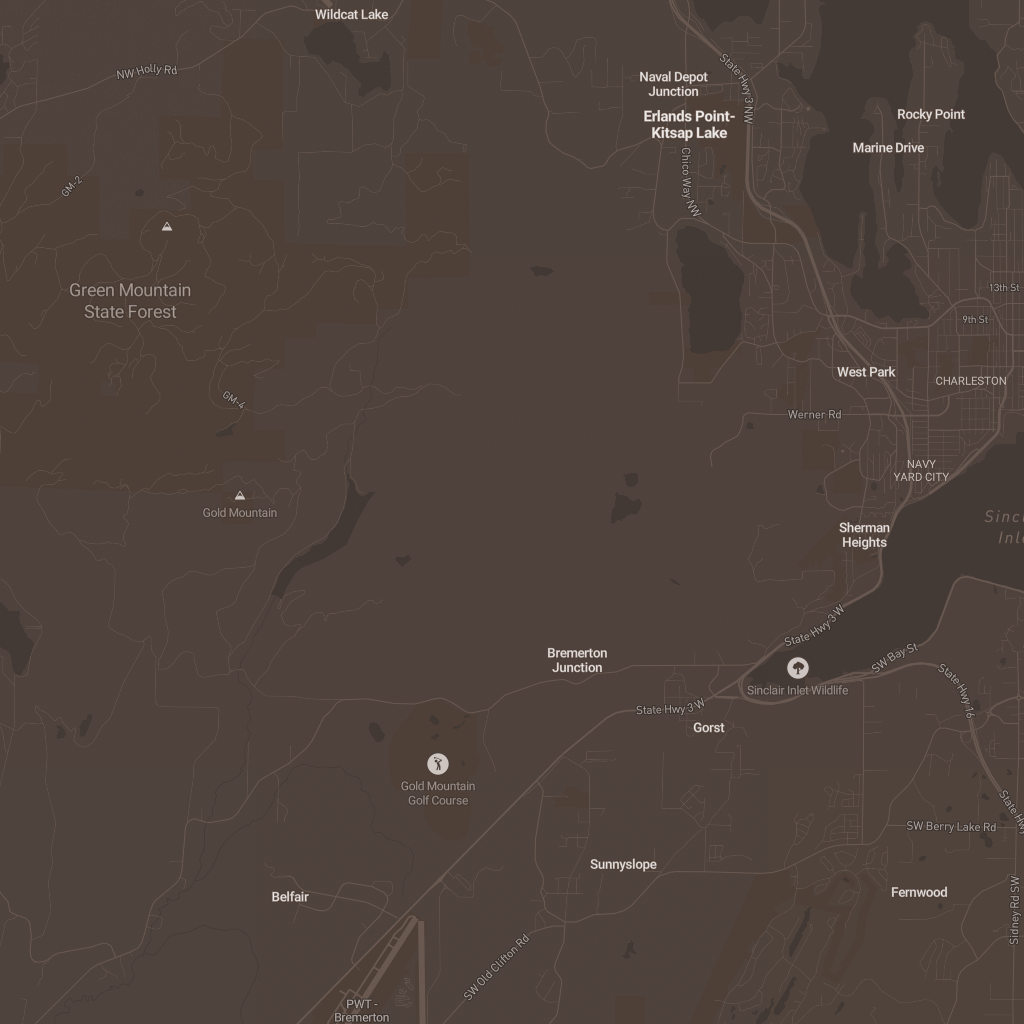 Wildcat Lake
NW Holly Rd
State Hwy 3 NW
Naval Depot
Junction
Erlands Point-
Kitsap Lake
Rocky Point
Marine Drive
Chico Way NW
GM-2
Green Mountain
State Forest
13th St
9th St
West Park
CHARLESTON
GM-4
Werner Rd
NAVY
YARD CITY
Gold Mountain
Sherman
Heights
State Hwy 3 W
Bremerton
Junction
SW Bay St
Sinclair Inlet Wildlife
State Hwy 16
State Hwy 3 W
Gorst
Gold Mountain
Golf Course
State Hwy
SW Berry Lake Rd
Sunnyslope
Belfair
Fernwood
Sidney Rd SW
SW Old Clifton Rd
PWT -
Bremerton